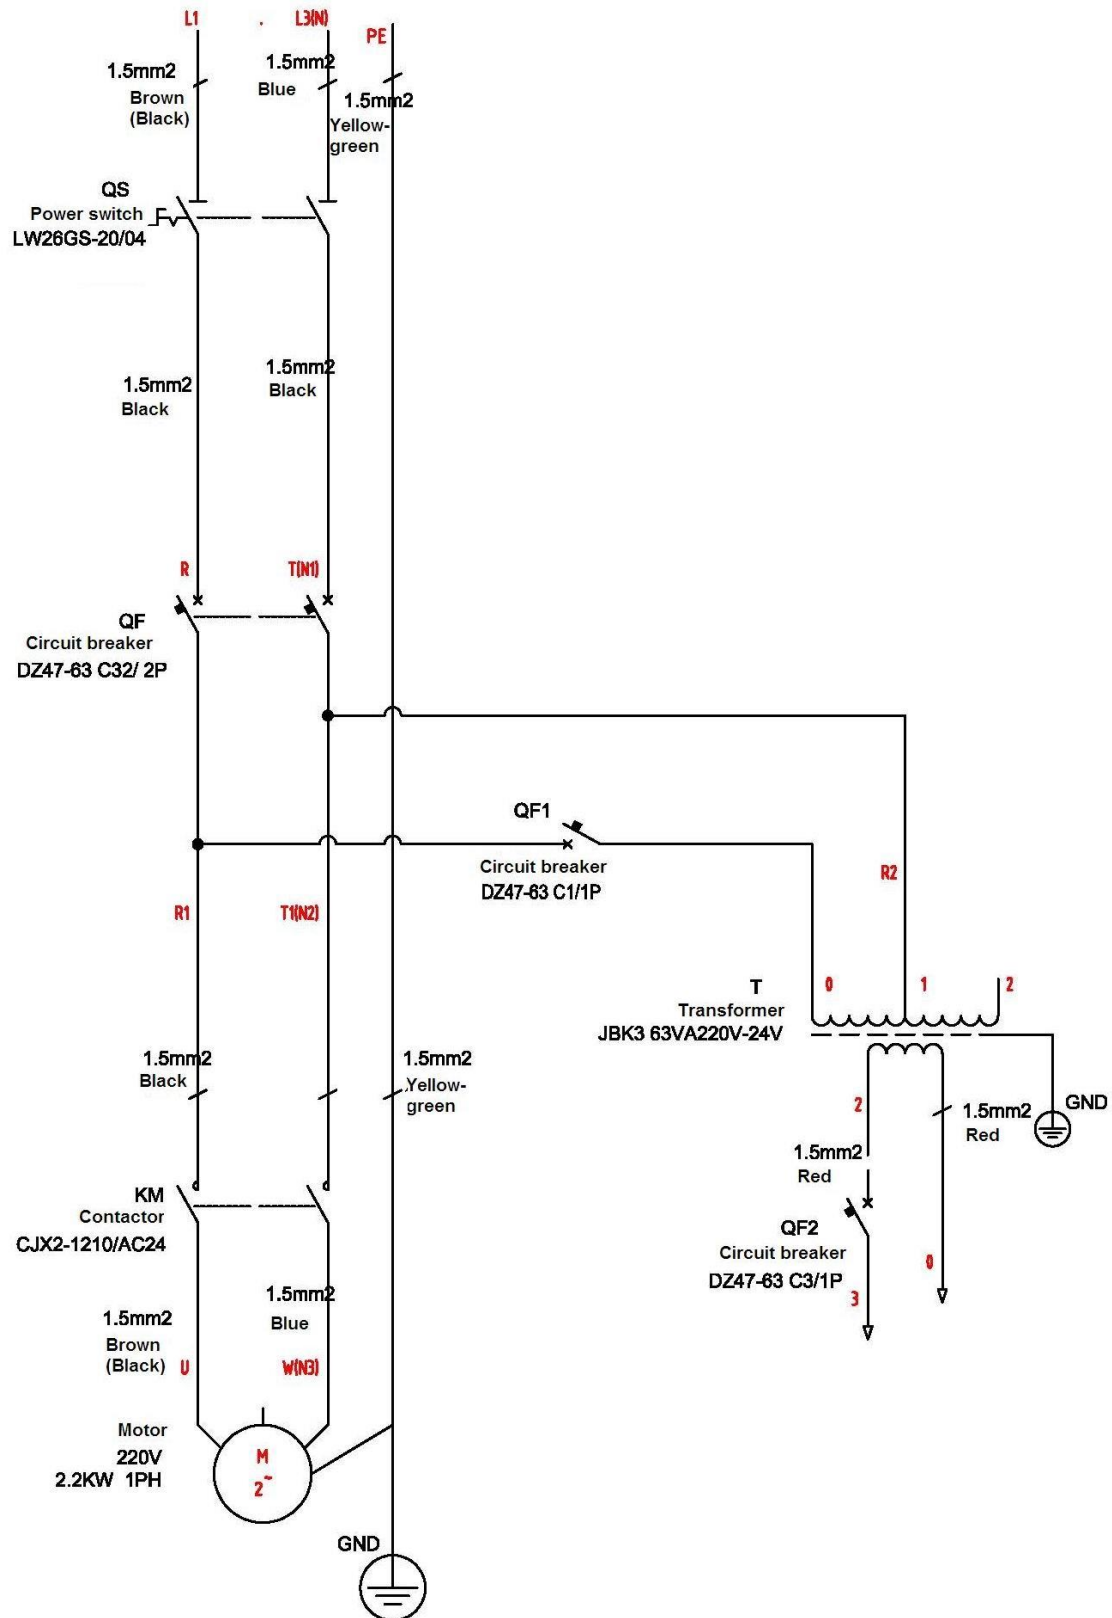 L1
L3(N)
PE
1.5mm2
Brown
(Black)
1.5mm2
Blue
1.5mm2
Yellow-
green
QS
Power switch
LW26GS-20/04
1.5mm2
Black
1.5mm2
Black
R
T(N1)
QF
Circuit breaker
DZ47-63 C32/ 2P
QF1
Circuit breaker
DZ47-63 C1/1P
R2
R1
T1(N2)
T
Transformer
JBK3 63VA220V-24V
0
1
2
1.5mm2
Black
1.5mm2
Yellow-
green
2
1.5mm2
Red
GND
1.5mm2
Red
KM
Contactor
CJX2-1210/AC24
QF2
Circuit breaker
DZ47-63 C3/1P
0
3
1.5mm2
Brown
(Black)
U
1.5mm2
Blue
W(N3)
Motor
220V
2.2KW 1PH
M
2~
GND